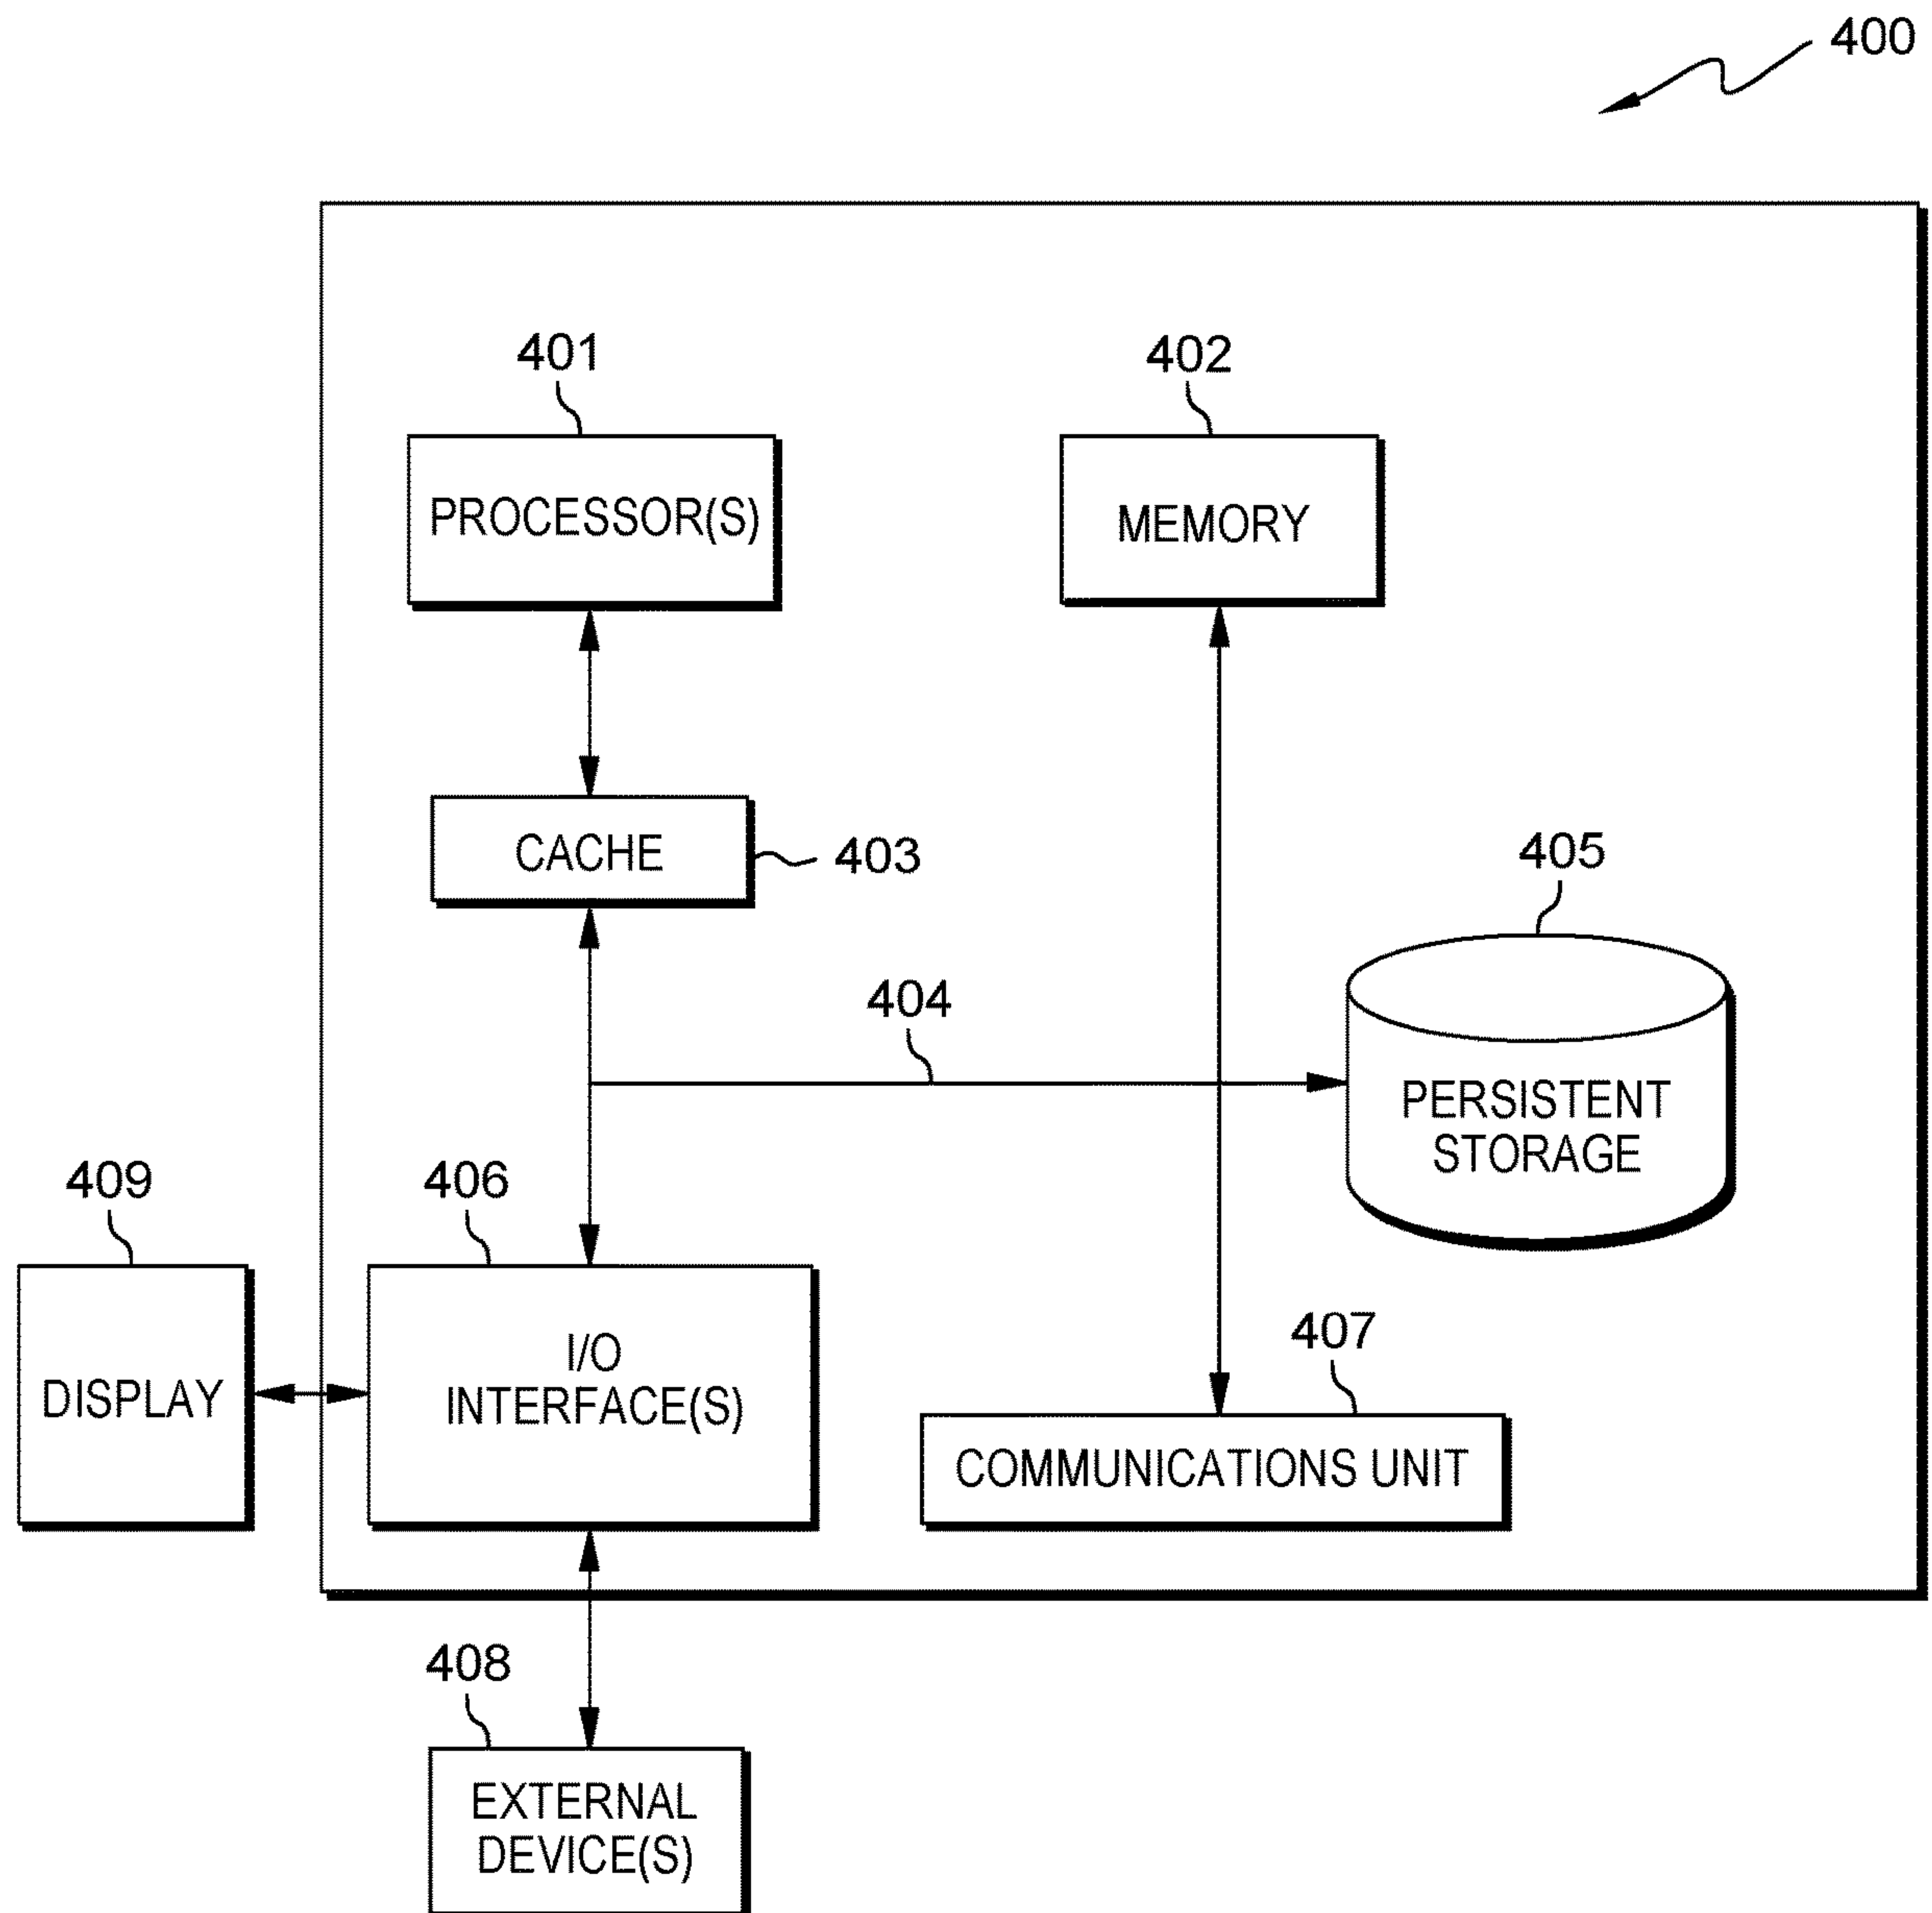 400
401
402
PROCESSOR(S)
MEMORY
CACHE
403
405
404
PERSISTENT
STORAGE
409
406
I/O
INTERFACE(S)
DISPLAY
407
COMMUNICATIONS UNIT
408
EXTERNAL
DEVICE(S)